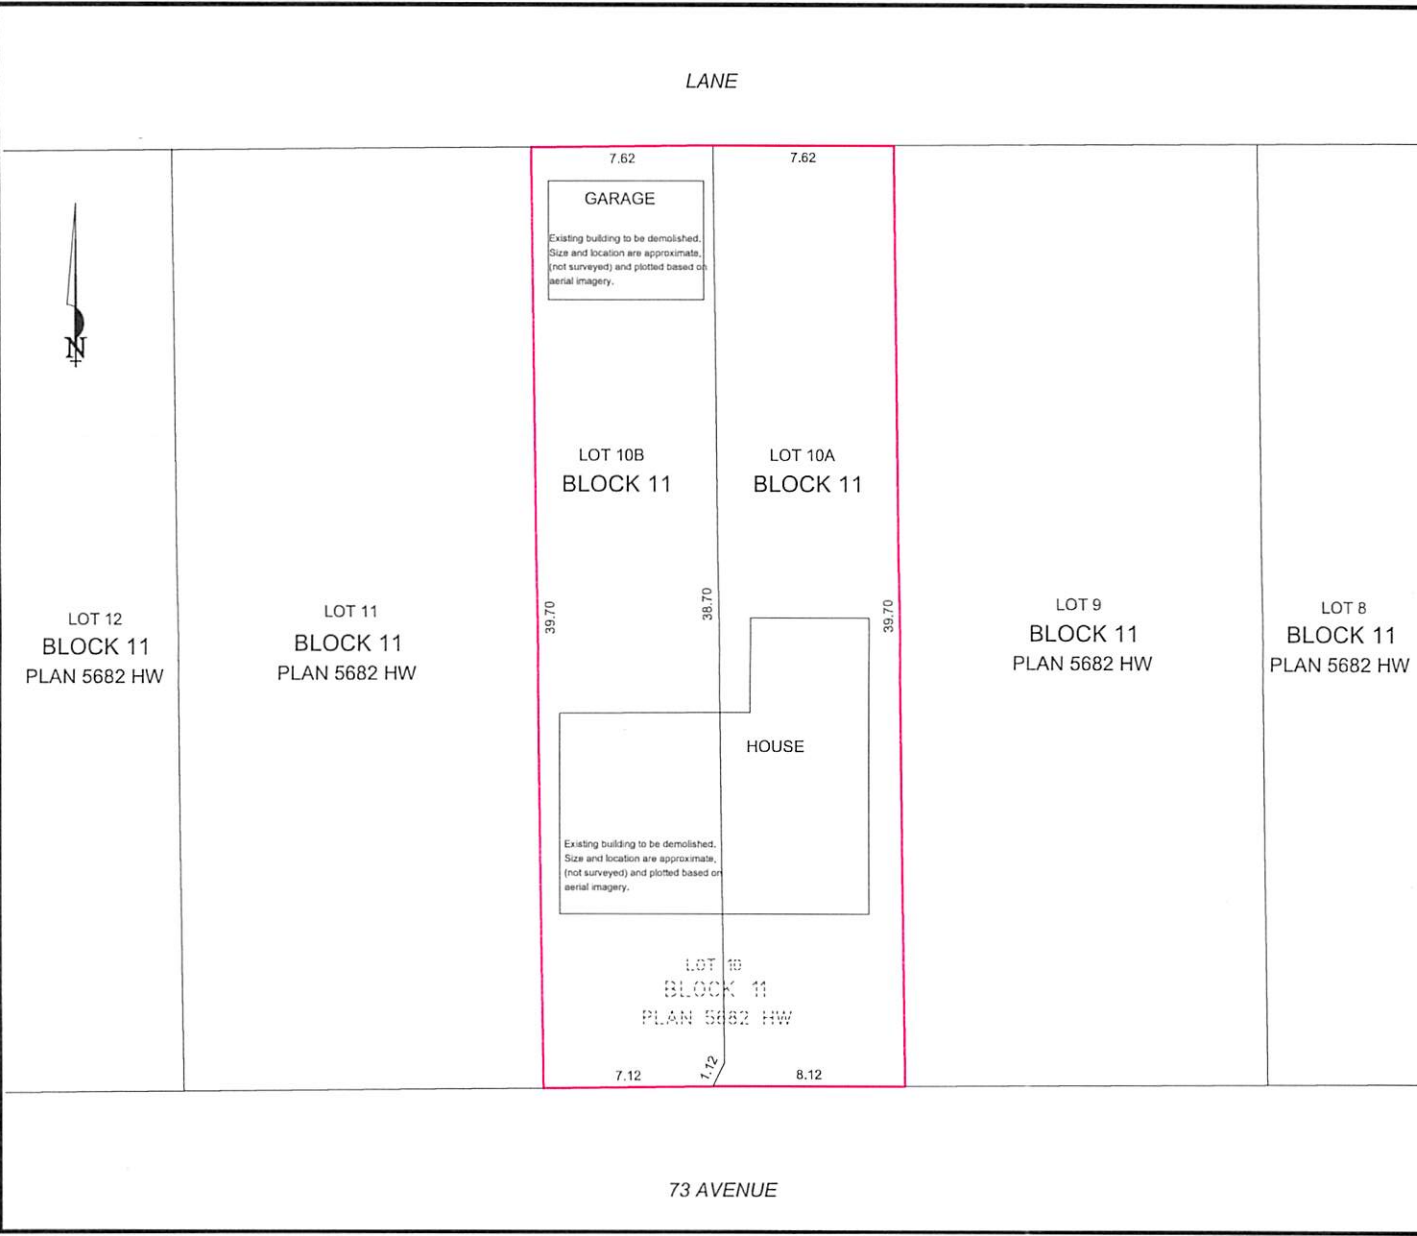 LANE
7.62
7.62
GARAGE
Existing building to be demolished.
Size and location are approximate,
(not surveyed) and plotted based on
aerial imagery.
N
LOT 10B
BLOCK 11
LOT 10A
BLOCK 11
39.70
38.70
39.70
LOT 12
BLOCK 11
PLAN 5682 HW
LOT 11
BLOCK 11
PLAN 5682 HW
LOT 9
BLOCK 11
PLAN 5682 HW
LOT 8
BLOCK 11
PLAN 5682 HW
HOUSE
Existing building to be demolished.
Size and location are approximate,
(not surveyed) and plotted based on
aerial imagery.
LOT 10
BLOCK 11
PLAN 5682 HW
7.12
1.12
8.12
73 AVENUE